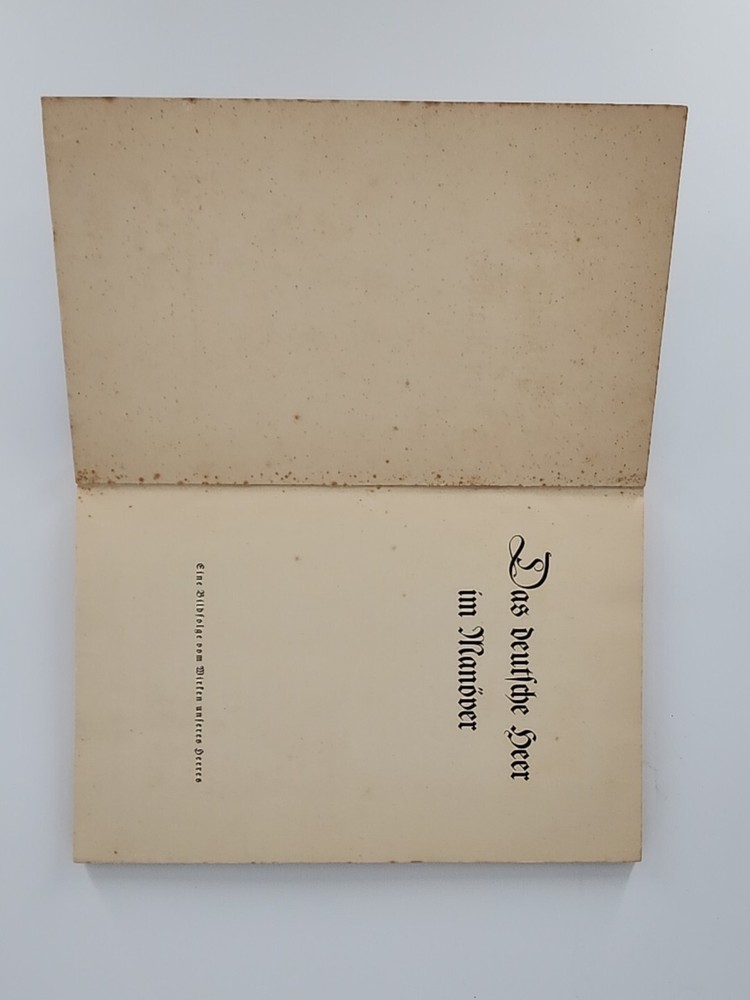 Das deutſche Heer
im Manöver
Eine Bildfolge vom Wirken unſeres Heeres